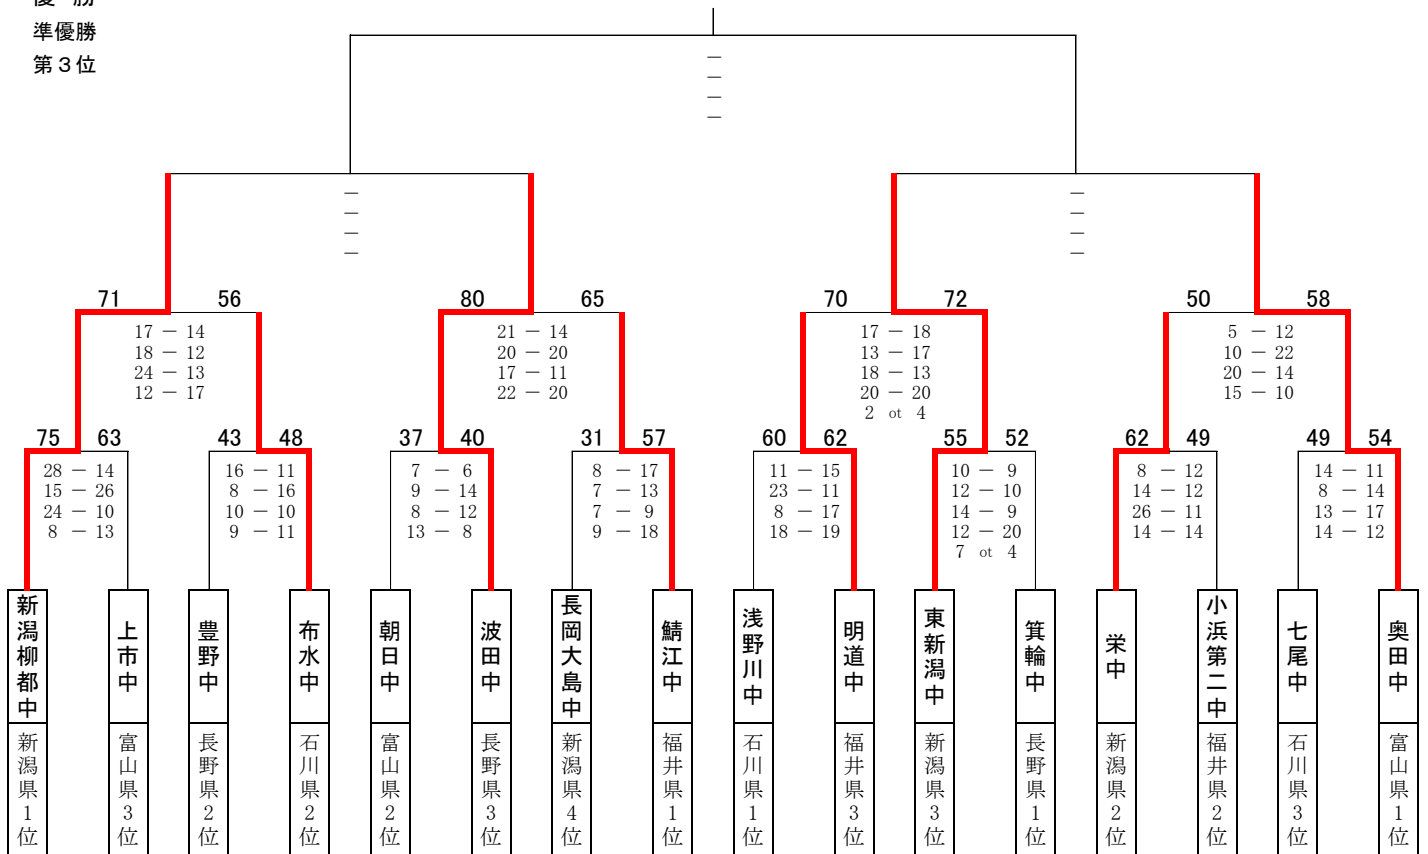 優 勝
準優勝
第３位
―
―
―
―
― ―
― ―
― ―
― ―
71 56 80 65 70 72 50 58
17 － 14 21 － 14 17 － 18 5 － 12
18 － 12 20 － 20 13 － 17 10 － 22
24 － 13 17 － 11 18 － 13 20 － 14
12 － 17 22 － 20 20 － 20 15 － 10
2 ot 4
75 63 43 48 37 40 31 57 60 62 55 52 62 49 49 54
28 － 14 16 － 11 7 － 6 8 － 17 11 － 15 10 － 9 8 － 12 14 － 11
15 － 26 8 － 16 9 － 14 7 － 13 23 － 11 12 － 10 14 － 12 8 － 14
24 － 10 10 － 10 8 － 12 7 － 9 8 － 17 14 － 9 26 － 11 13 － 17
8 － 13 9 － 11 13 － 8 9 － 18 18 － 19 12 － 20 14 － 14 14 － 12
7 ot 4
新潟柳都中
上市中
豊野中
布水中
朝日中
波田中
長岡大島中
鯖江中
浅野川中
明道中
東新潟中
箕輪中
栄中
小浜第二中
七尾中
奥田中
新潟県1位
富山県3位
長野県2位
石川県2位
富山県2位
長野県3位
新潟県4位
福井県1位
石川県1位
福井県3位
新潟県3位
長野県1位
新潟県2位
福井県2位
石川県3位
富山県1位